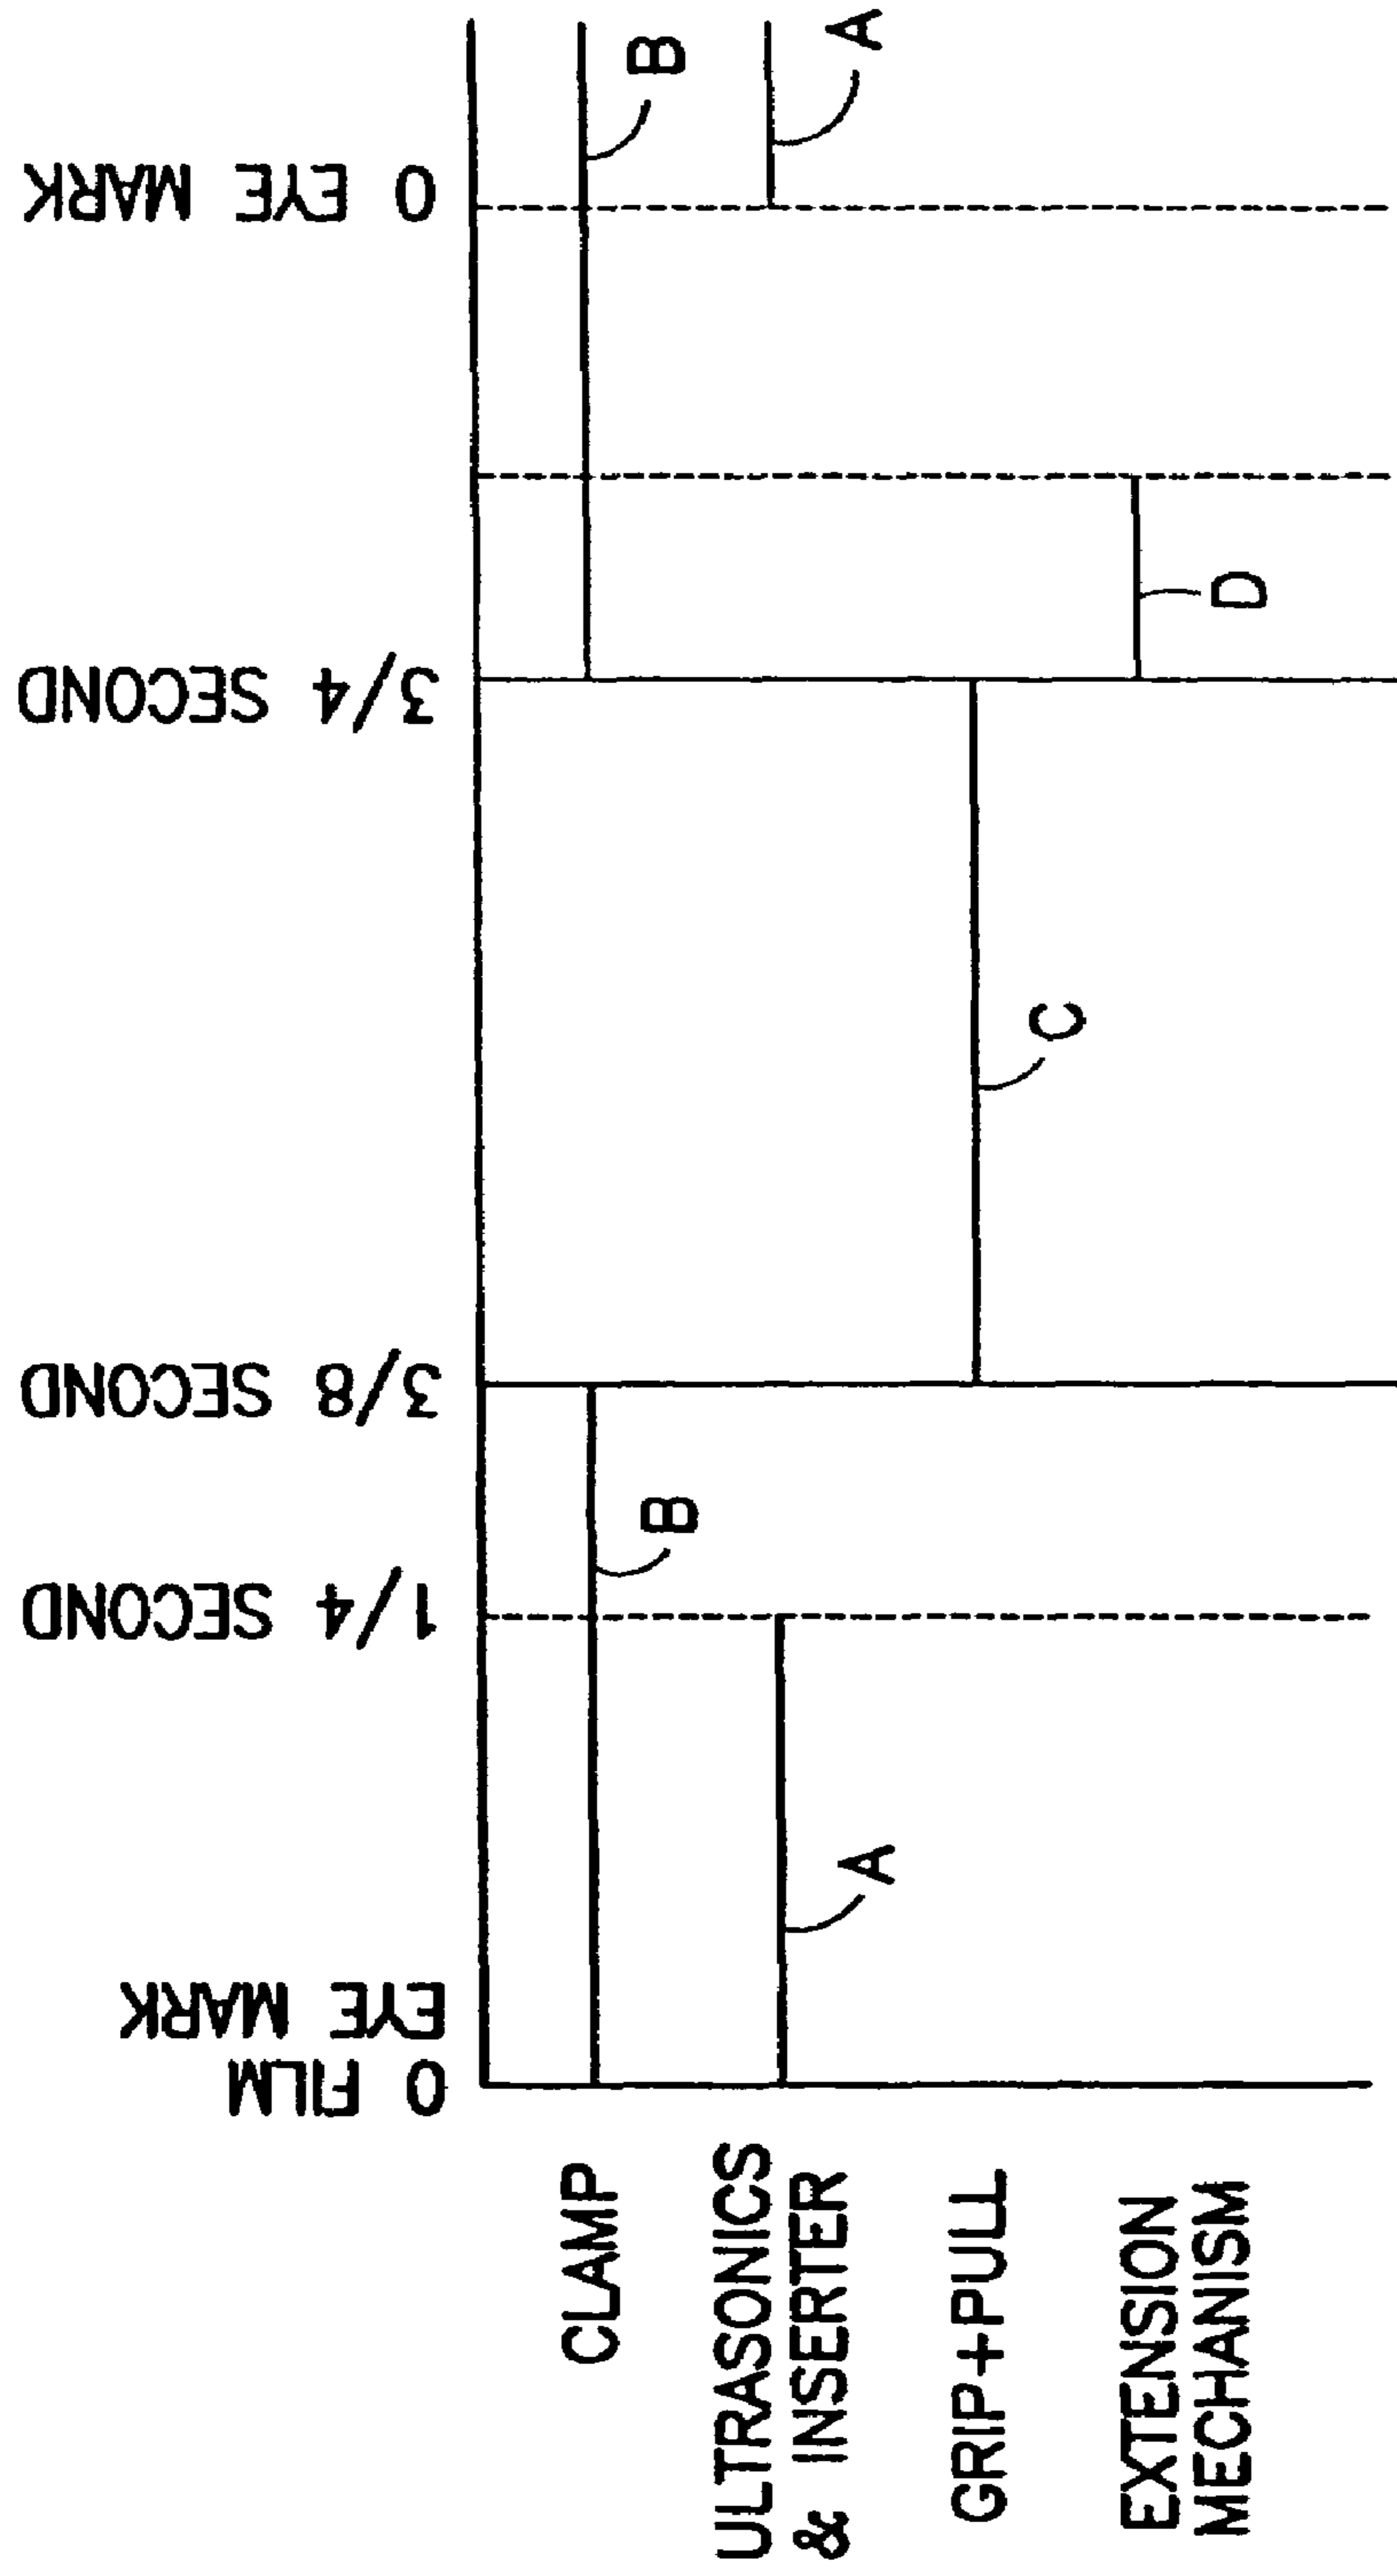 0 FILM
EYE MARK
1/4 SECOND
3/8 SECOND
3/4 SECOND
0 EYE MARK
CLAMP
B
B
ULTRASONICS
& INSERTER
A
A
GRIP+PULL
C
EXTENSION
MECHANISM
D